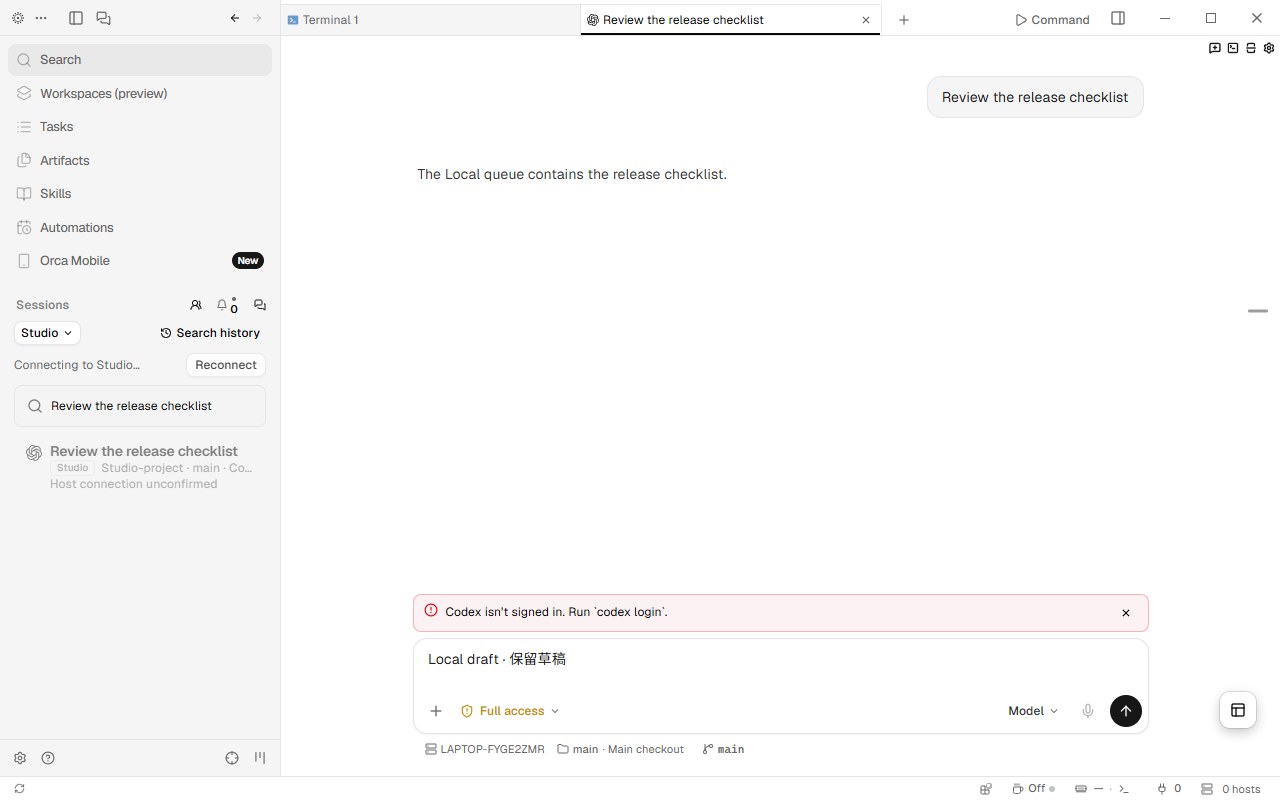 Terminal 1
Review the release checklist
Command
Search
Workspaces (preview)
Tasks
Artifacts
Skills
Automations
Orca Mobile
New
Sessions
0
Studio
Search history
Connecting to Studio…
Reconnect
Review the release checklist
Review the release checklist
Studio
Studio-project · main · Co…
Host connection unconfirmed
Review the release checklist
The Local queue contains the release checklist.
Codex isn't signed in. Run `codex login`.
Local draft · 保留草稿
Full access
Model
LAPTOP-FYGE2ZMR
main · Main checkout
main
Off
0
0 hosts